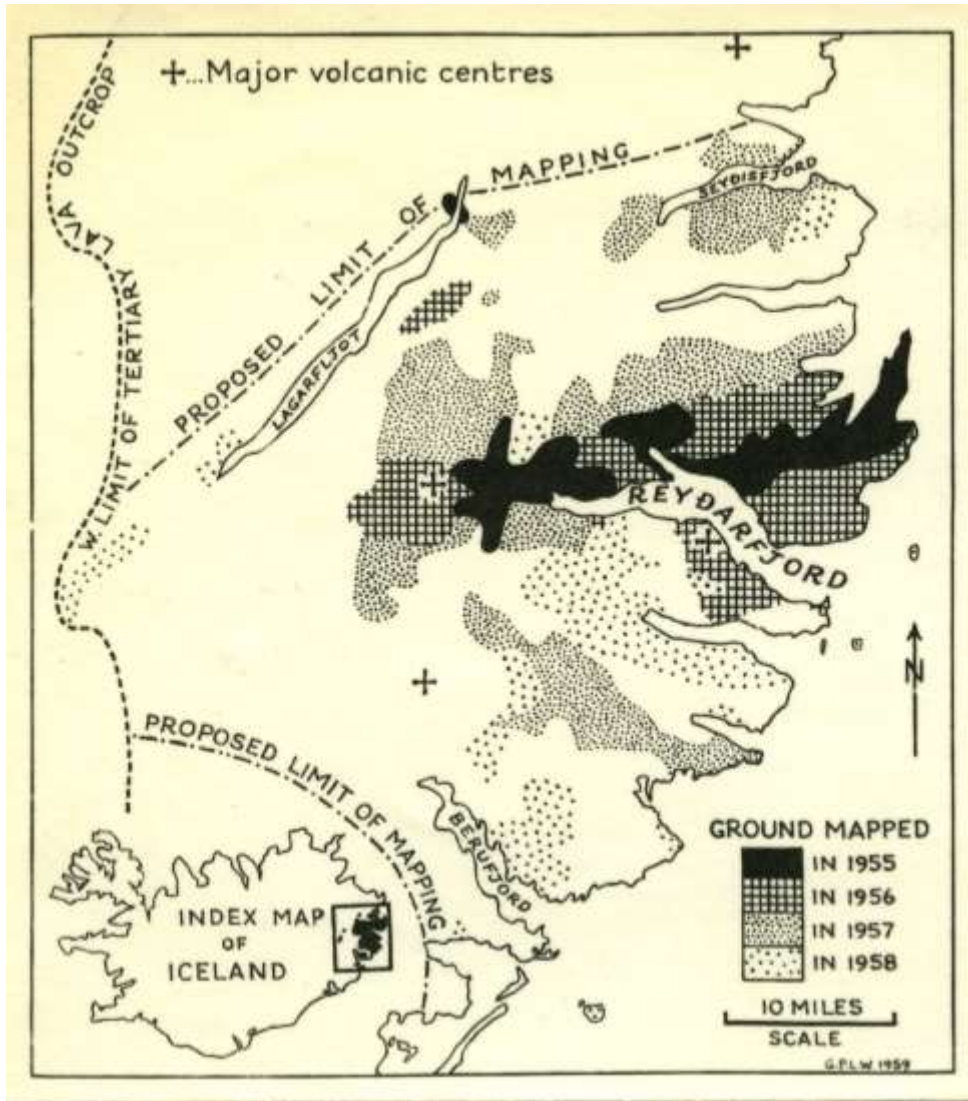 ✢...Major volcanic centres
W. LIMIT OF TERTIARY LAVA OUTCROP
PROPOSED LIMIT OF MAPPING
SEYDISFJORD
LAGARFLJOT
REYÐARFJORD
N
PROPOSED LIMIT OF MAPPING
BERUFJORD
INDEX MAP
OF
ICELAND
GROUND MAPPED
IN 1955
IN 1956
IN 1957
IN 1958
10 MILES
SCALE
G.P.L.W. 1959